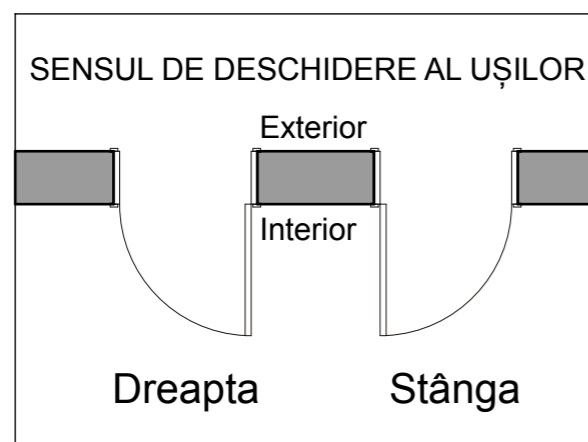 SENSUL DE DESCHIDERE AL UȘILOR
Exterior
Interior
Dreapta
Stânga